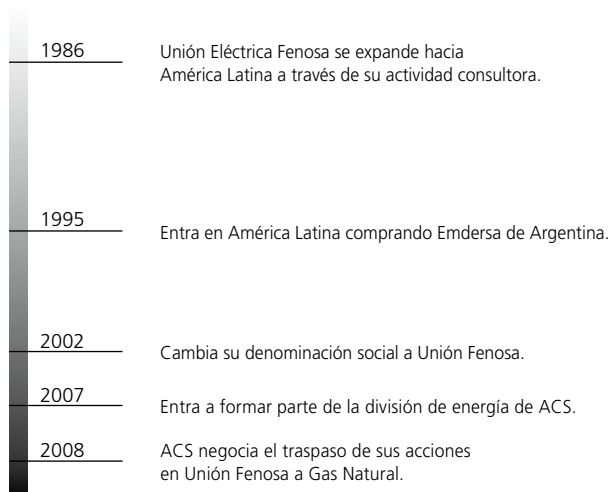 1986
Unión Eléctrica Fenosa se expande hacia
América Latina a través de su actividad consultora.
1995
Entra en América Latina comprando Emdersa de Argentina.
2002
Cambia su denominación social a Unión Fenosa.
2007
Entra a formar parte de la división de energía de ACS.
2008
ACS negocia el traspaso de sus acciones
en Unión Fenosa a Gas Natural.